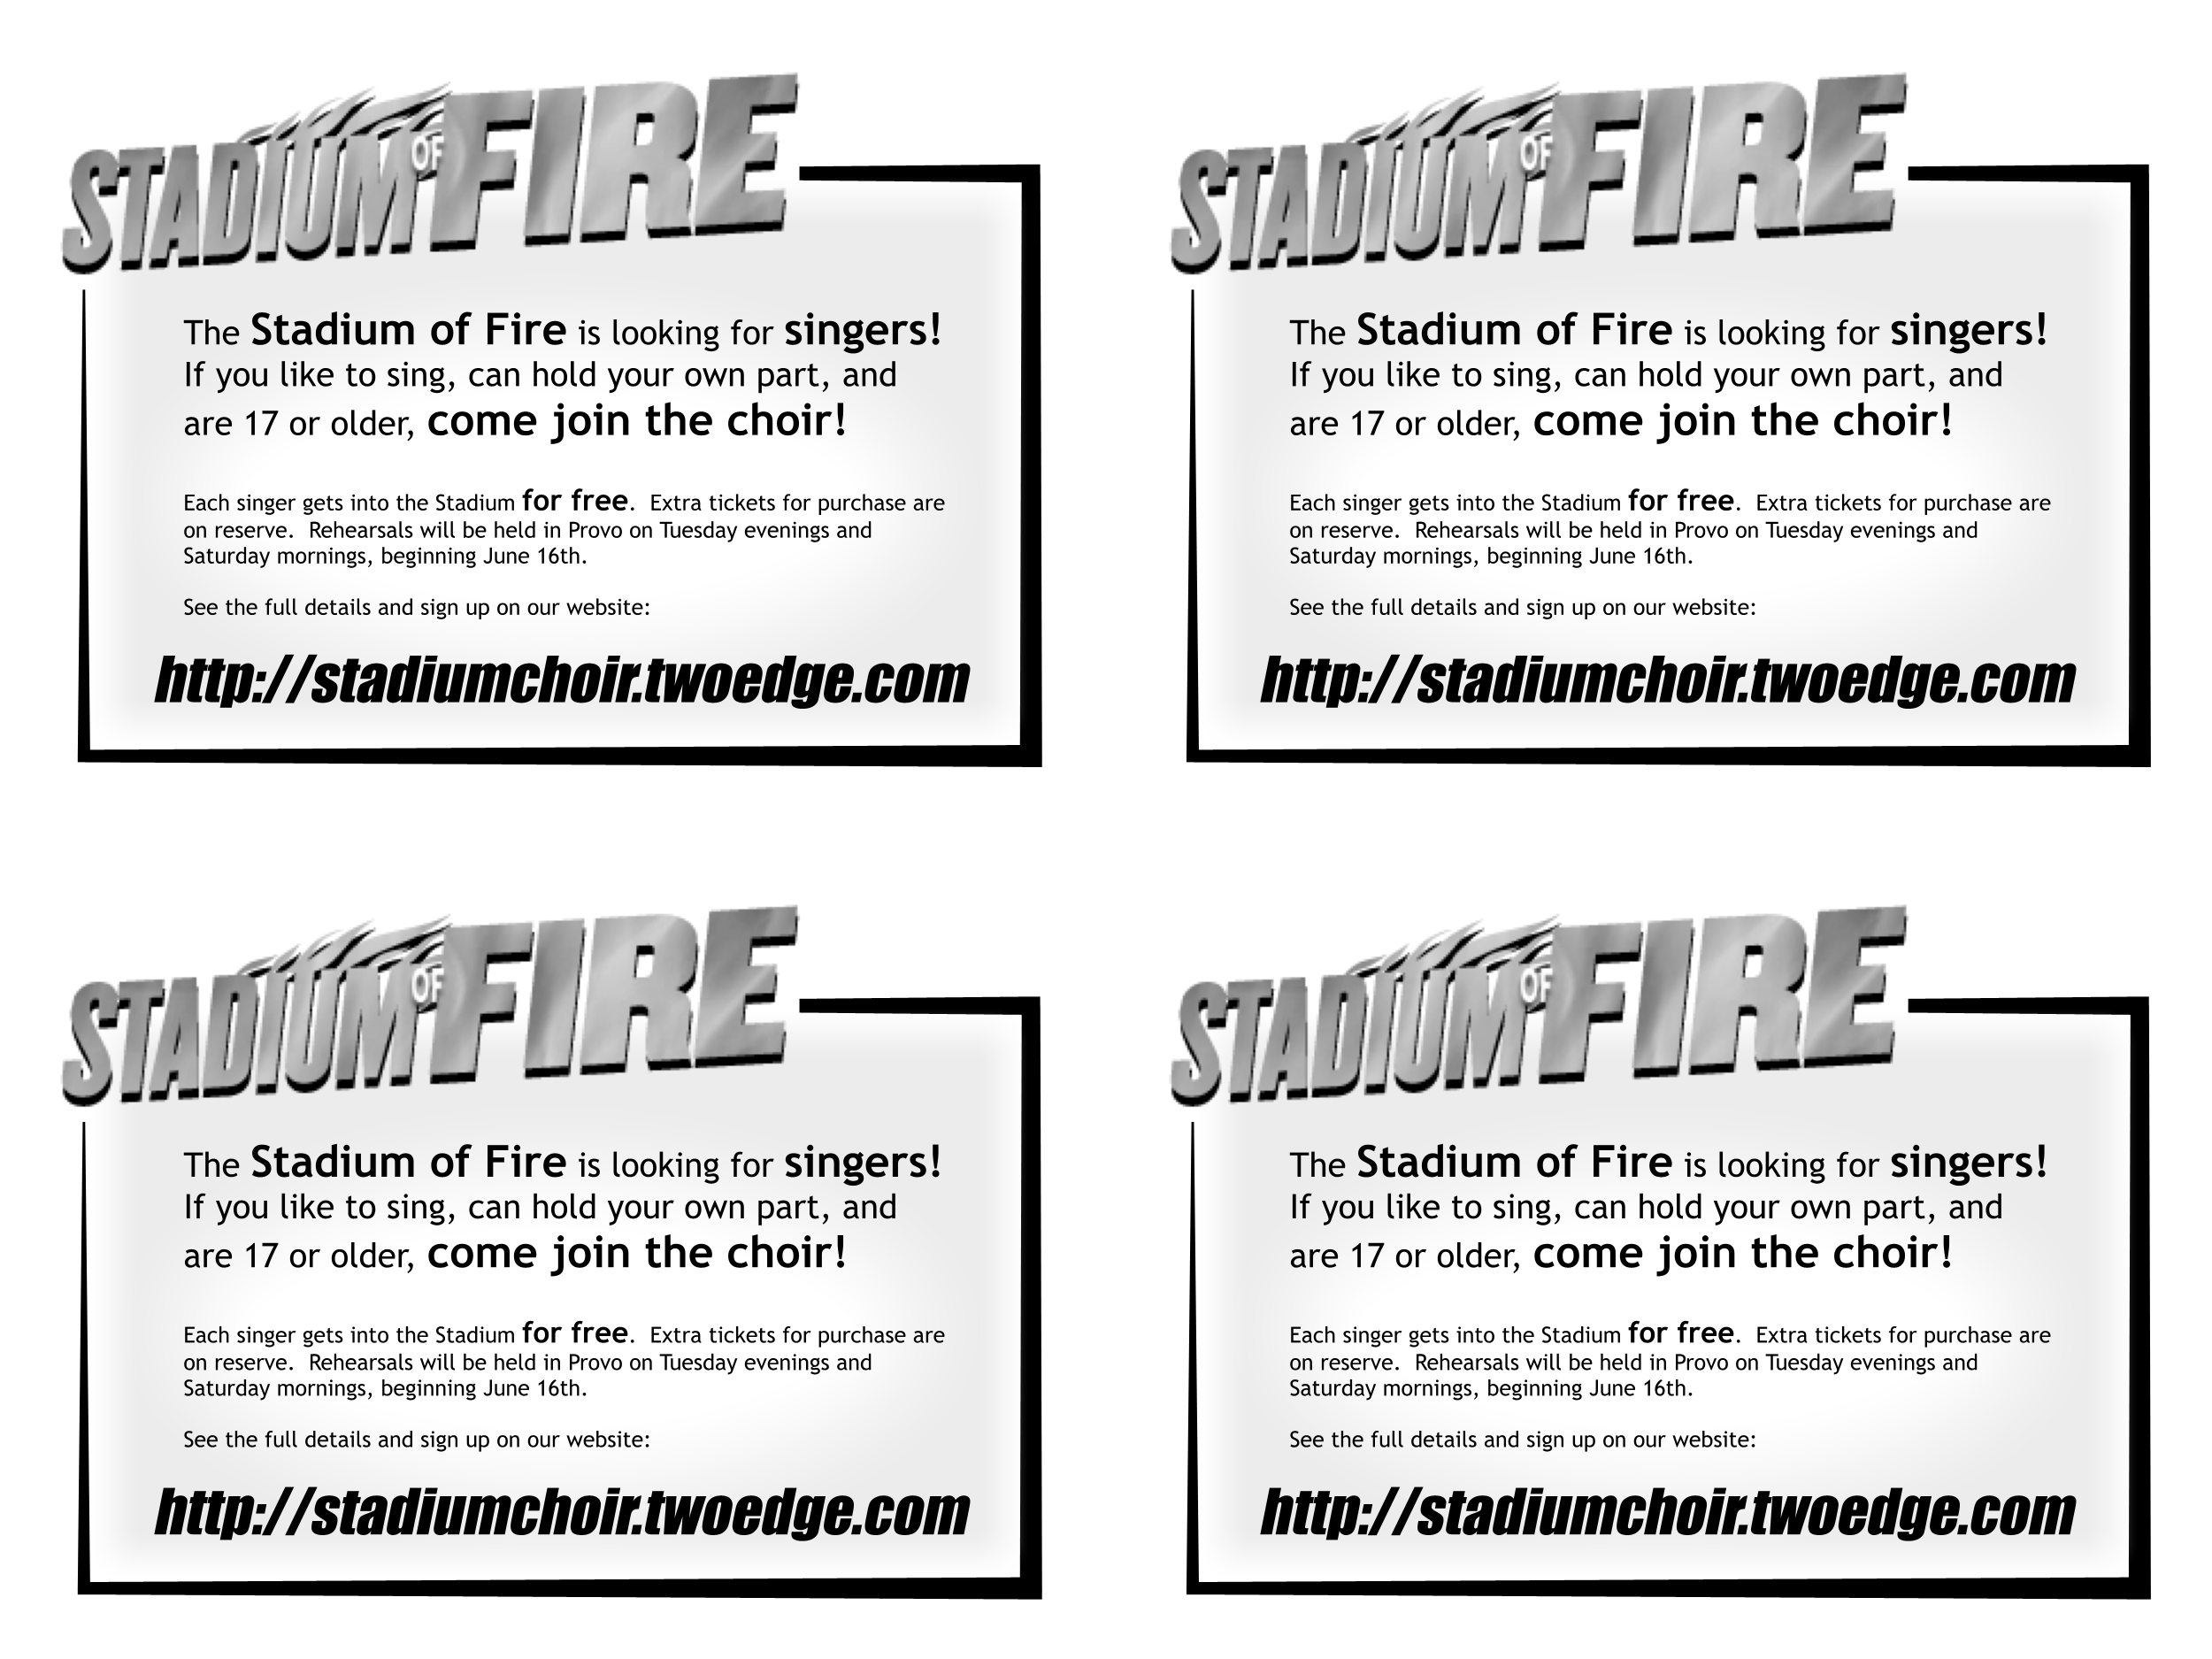 STADIUM OF FIRE
The Stadium of Fire is looking for singers!
If you like to sing, can hold your own part, and
are 17 or older, come join the choir!
Each singer gets into the Stadium for free.  Extra tickets for purchase are
on reserve.  Rehearsals will be held in Provo on Tuesday evenings and
Saturday mornings, beginning June 16th.
See the full details and sign up on our website:
http://stadiumchoir.twoedge.com
STADIUM OF FIRE
The Stadium of Fire is looking for singers!
If you like to sing, can hold your own part, and
are 17 or older, come join the choir!
Each singer gets into the Stadium for free.  Extra tickets for purchase are
on reserve.  Rehearsals will be held in Provo on Tuesday evenings and
Saturday mornings, beginning June 16th.
See the full details and sign up on our website:
http://stadiumchoir.twoedge.com
STADIUM OF FIRE
The Stadium of Fire is looking for singers!
If you like to sing, can hold your own part, and
are 17 or older, come join the choir!
Each singer gets into the Stadium for free.  Extra tickets for purchase are
on reserve.  Rehearsals will be held in Provo on Tuesday evenings and
Saturday mornings, beginning June 16th.
See the full details and sign up on our website:
http://stadiumchoir.twoedge.com
STADIUM OF FIRE
The Stadium of Fire is looking for singers!
If you like to sing, can hold your own part, and
are 17 or older, come join the choir!
Each singer gets into the Stadium for free.  Extra tickets for purchase are
on reserve.  Rehearsals will be held in Provo on Tuesday evenings and
Saturday mornings, beginning June 16th.
See the full details and sign up on our website:
http://stadiumchoir.twoedge.com